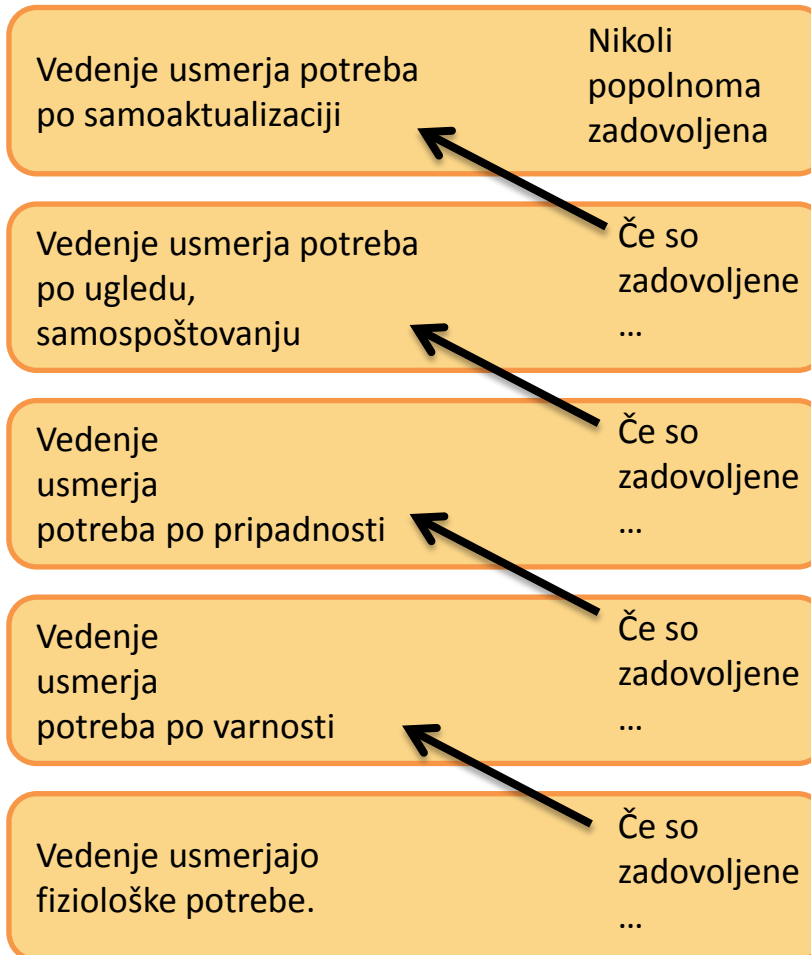 Vedenje usmerja potreba
po samoaktualizaciji
Nikoli
popolnoma
zadovoljena
Vedenje usmerja potreba
po ugledu,
samospoštovanju
Če so
zadovoljene
...
Vedenje
usmerja
potreba po pripadnosti
Če so
zadovoljene
...
Vedenje
usmerja
potreba po varnosti
Če so
zadovoljene
...
Vedenje usmerjajo
fiziološke potrebe.
Če so
zadovoljene
...